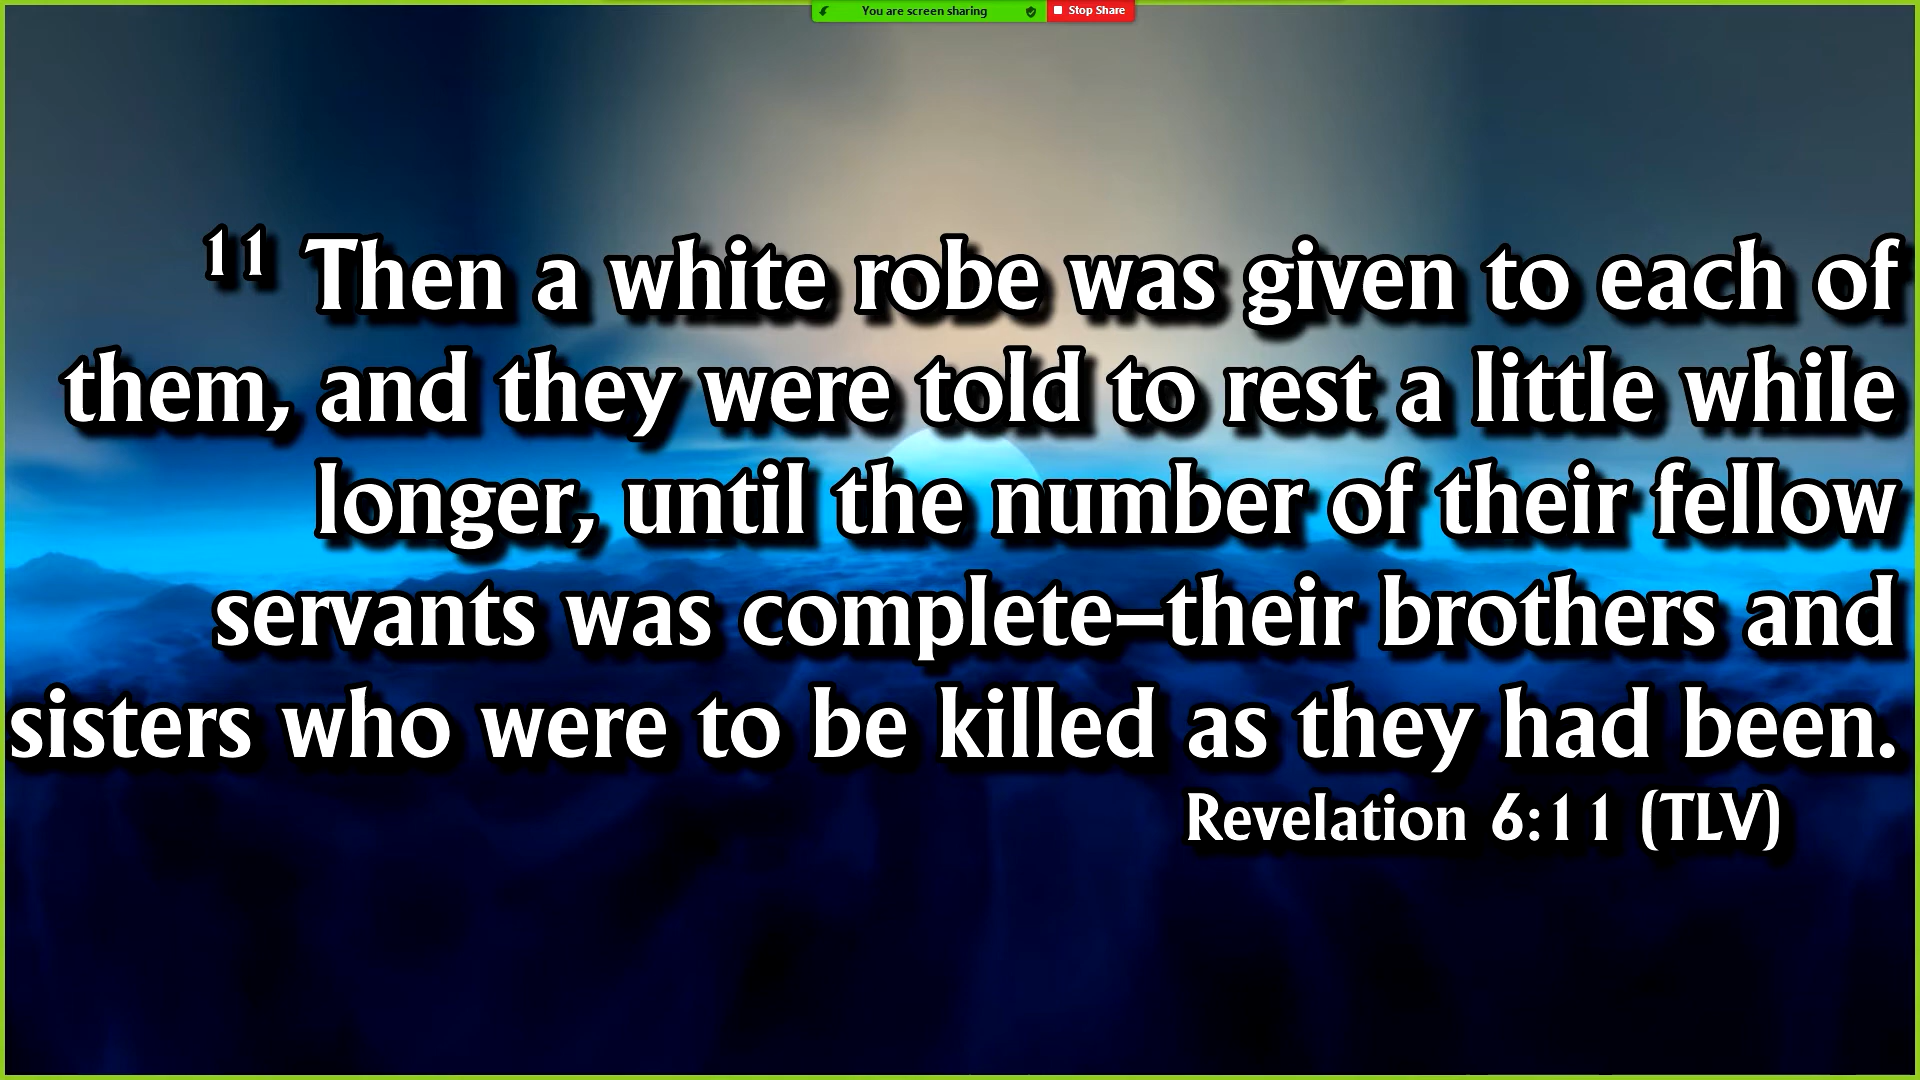 You are screen sharing Stop Share
11 Then a white robe was given to each of
them, and they were told to rest a little while
longer, until the number of their fellow
servants was complete–their brothers and
sisters who were to be killed as they had been.
Revelation 6:11 (TLV)